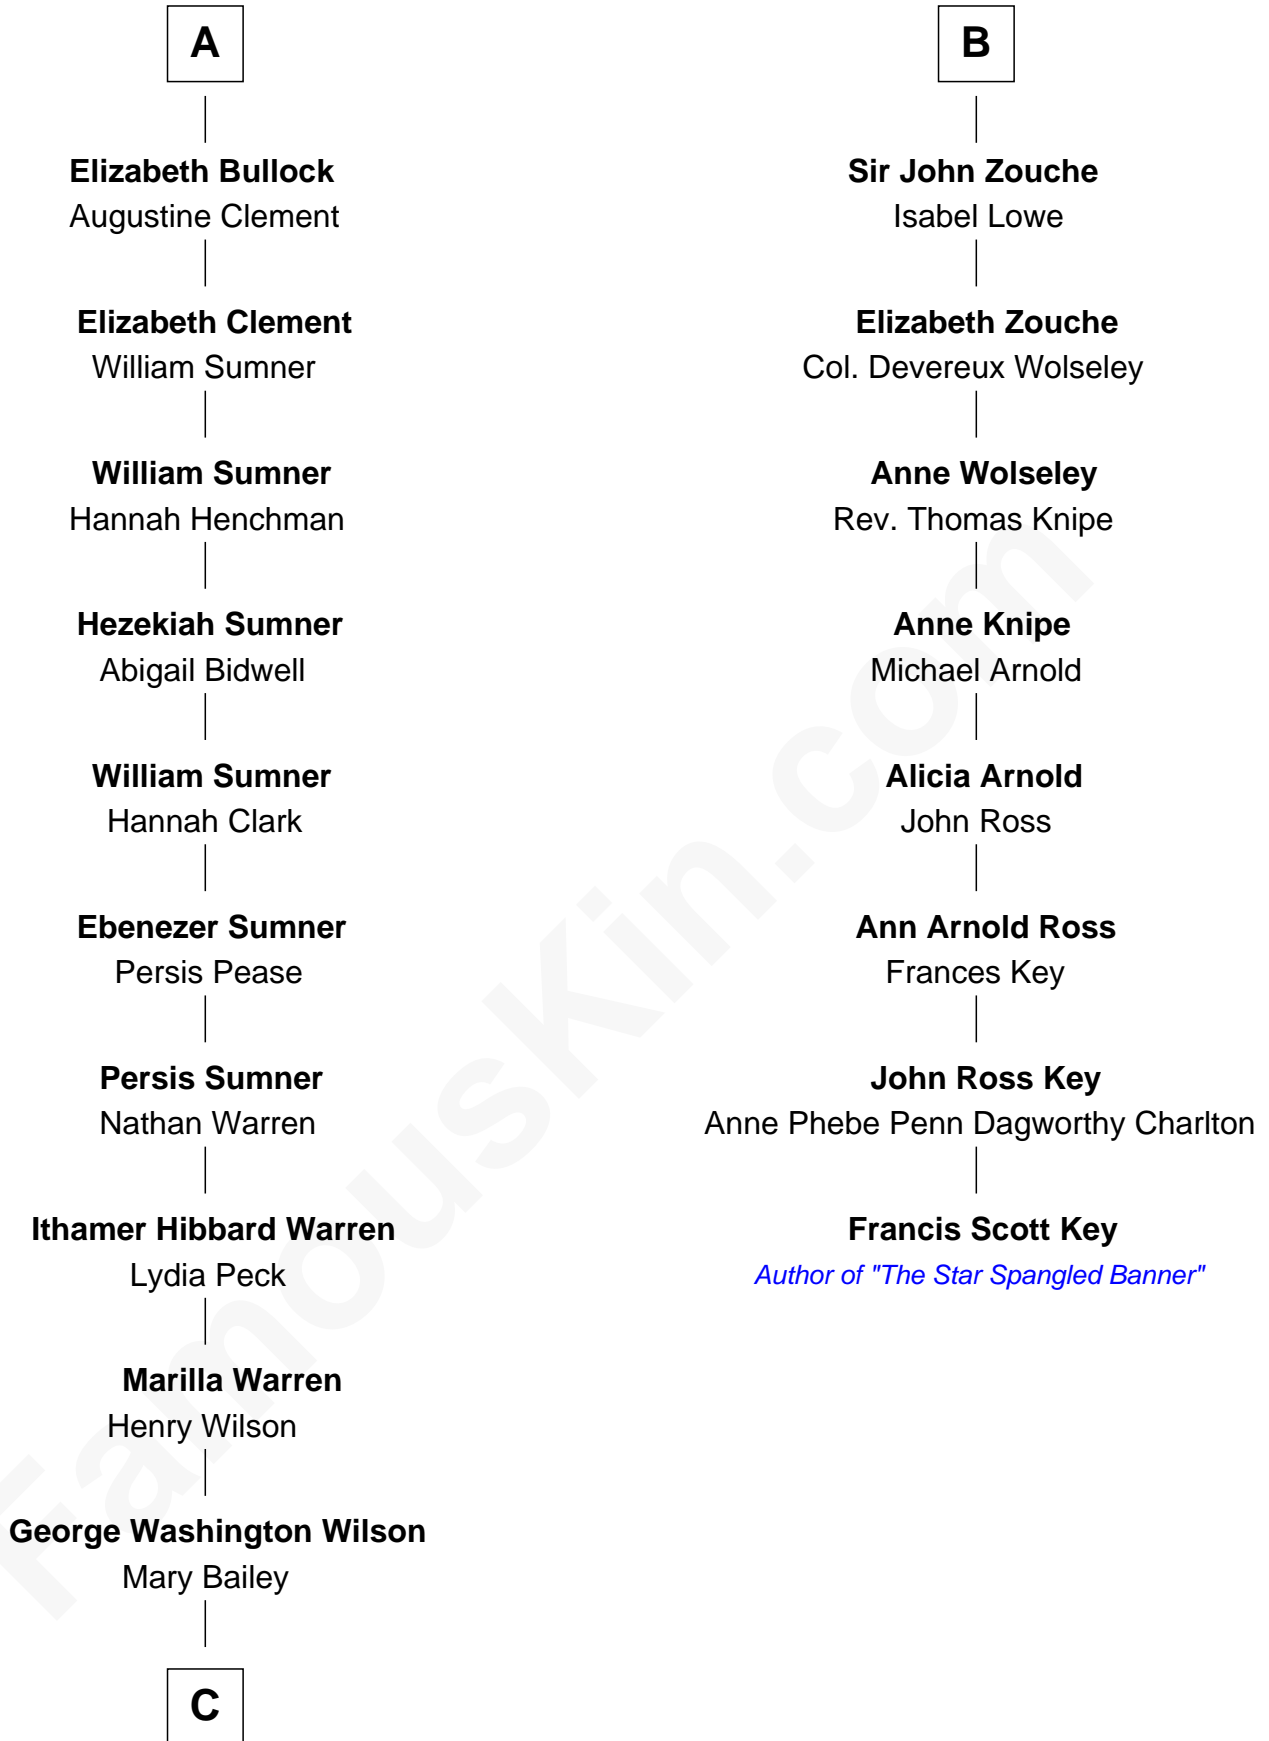 A
Elizabeth Bullock
Augustine Clement
Elizabeth Clement
William Sumner
William Sumner
Hannah Henchman
Hezekiah Sumner
Abigail Bidwell
William Sumner
Hannah Clark
Ebenezer Sumner
Persis Pease
Persis Sumner
Nathan Warren
Ithamer Hibbard Warren
Lydia Peck
Marilla Warren
Henry Wilson
George Washington Wilson
Mary Bailey
C
B
Sir John Zouche
Isabel Lowe
Elizabeth Zouche
Col. Devereux Wolseley
Anne Wolseley
Rev. Thomas Knipe
Anne Knipe
Michael Arnold
Alicia Arnold
John Ross
Ann Arnold Ross
Frances Key
John Ross Key
Anne Phebe Penn Dagworthy Charlton
Francis Scott Key
Author of "The Star Spangled Banner"
FamousKin.com